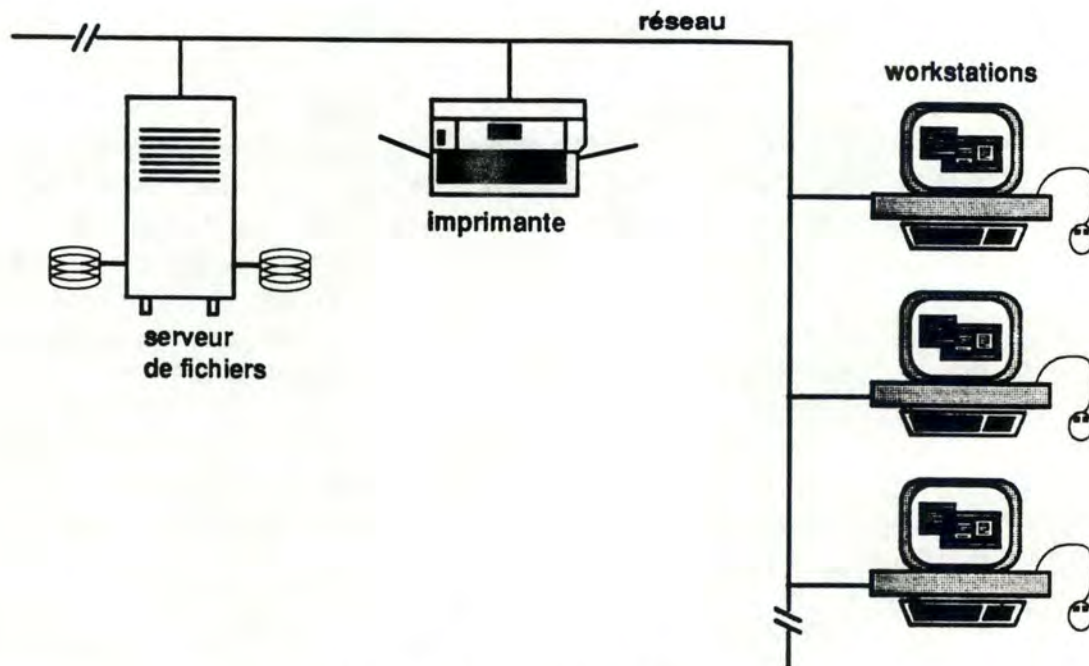 réseau
workstations
imprimante
serveur
de fichiers